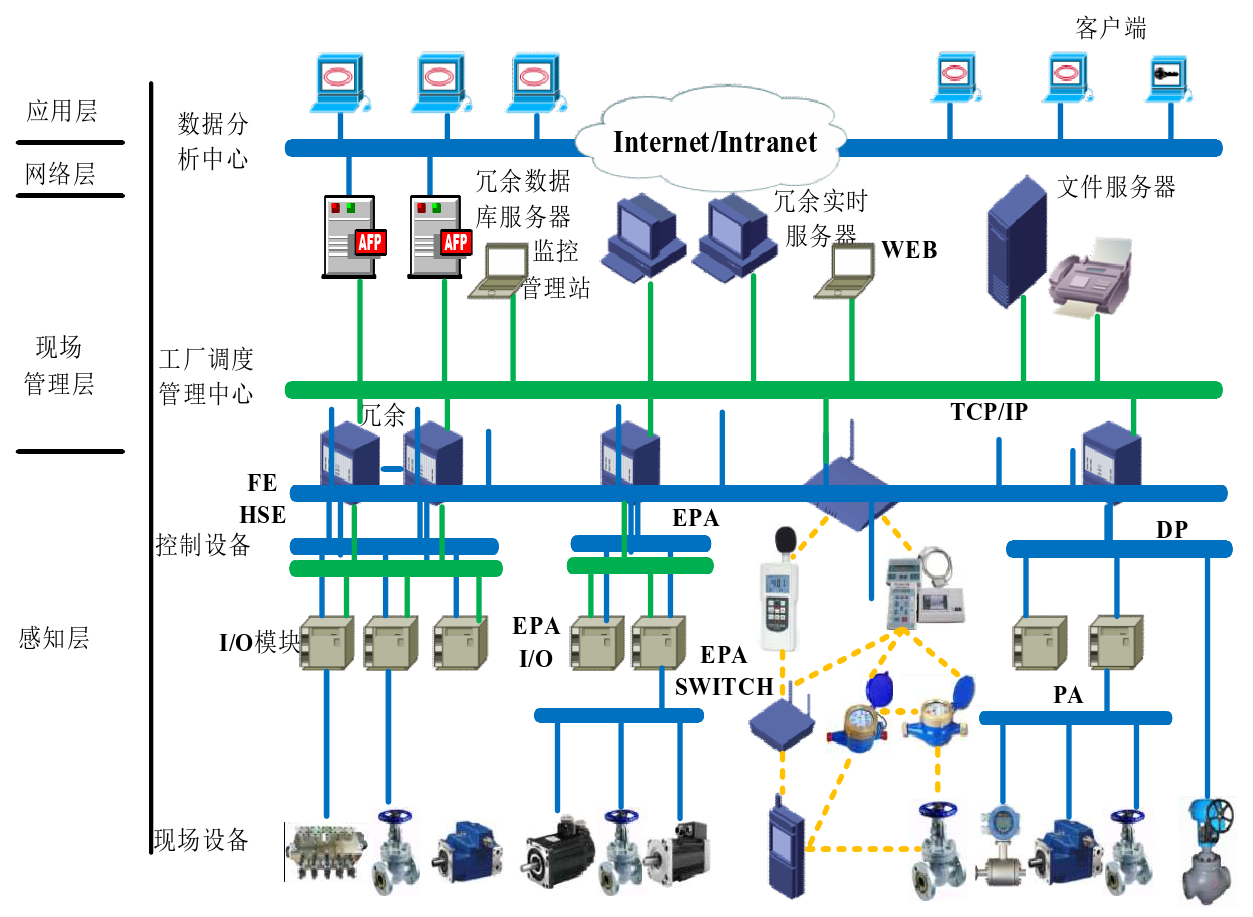 客户端
应用层
数据分
析中心
Internet/Intranet
网络层
冗余数据
库服务器
冗余实时
服务器
文件服务器
AFP
AFP
监控
管理站
WEB
现场
管理层
工厂调度
管理中心
冗余
TCP/IP
FE
HSE
EPA
DP
控制设备
感知层
I/O模块
EPA
I/O
EPA
SWITCH
PA
现场设备